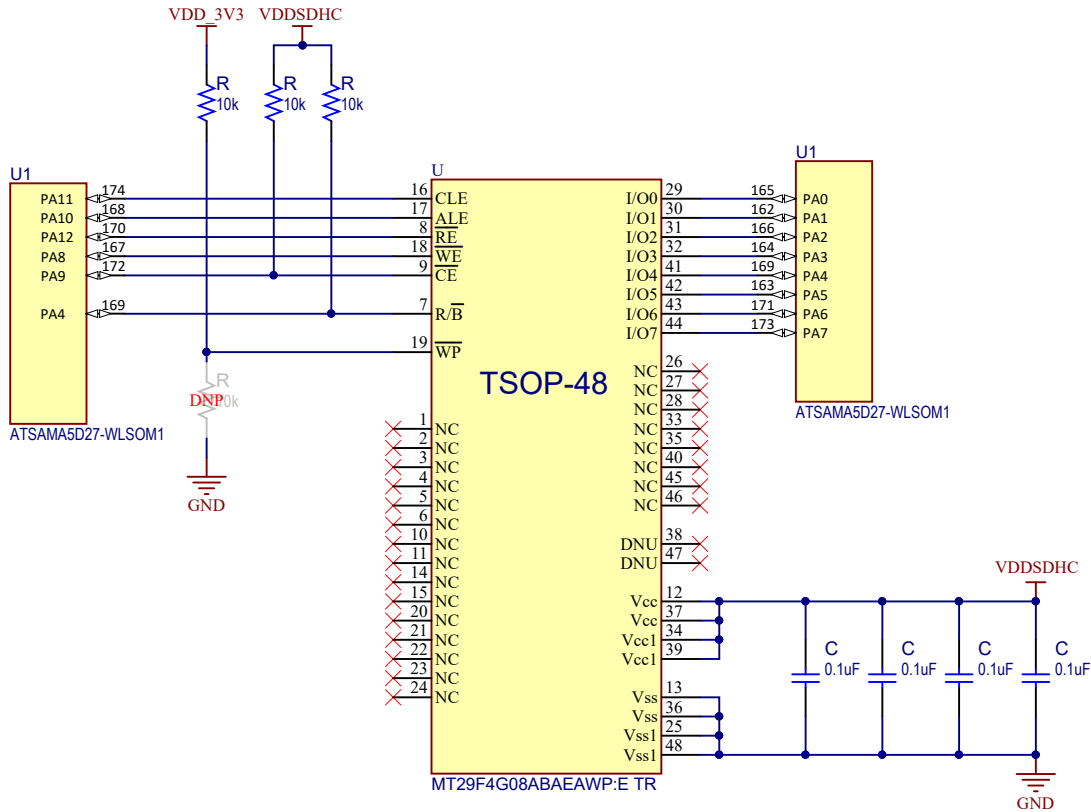 VDD_3V3 VDDSDHC
R R R
10k 10k 10k
U1
PA11 174
PA10 168
PA12 170
PA8 167
PA9 172
PA4 169
ATSAMA5D27-WLSOM1
R
DNP 10k
GND
U
16 CLE
17 ALE
8 RE
18 WE
9 CE
7 R/B
19 WP
TSOP-48
1 NC
2 NC
3 NC
4 NC
5 NC
6 NC
10 NC
11 NC
14 NC
15 NC
20 NC
21 NC
22 NC
23 NC
24 NC
I/O0 29
I/O1 30
I/O2 31
I/O3 32
I/O4 41
I/O5 42
I/O6 43
I/O7 44
NC 26
NC 27
NC 28
NC 33
NC 35
NC 40
NC 45
NC 46
DNU 38
DNU 47
Vcc 12
Vcc 37
Vcc1 34
Vcc1 39
Vss 13
Vss 36
Vss1 25
Vss1 48
MT29F4G08ABAEAWP:E TR
U1
165 PA0
162 PA1
166 PA2
164 PA3
169 PA4
163 PA5
171 PA6
173 PA7
ATSAMA5D27-WLSOM1
VDDSDHC
C C C C
0.1uF 0.1uF 0.1uF 0.1uF
GND